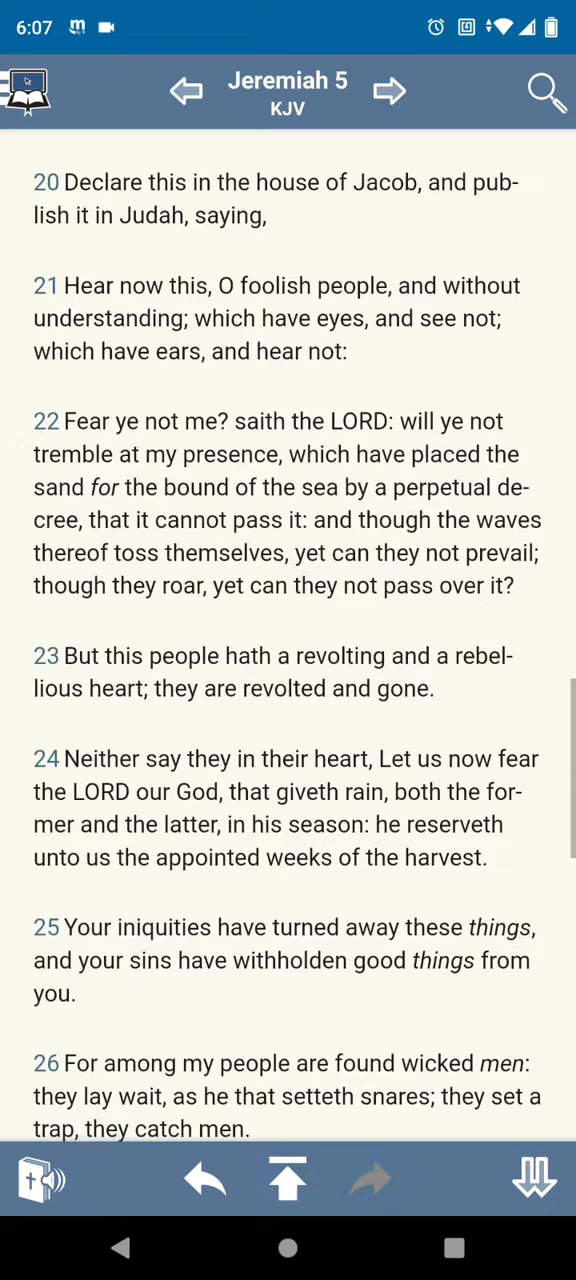 6:07
Jeremiah 5
KJV
20 Declare this in the house of Jacob, and pub-
lish it in Judah, saying,
21 Hear now this, O foolish people, and without
understanding; which have eyes, and see not;
which have ears, and hear not:
22 Fear ye not me? saith the LORD: will ye not
tremble at my presence, which have placed the
sand for the bound of the sea by a perpetual de-
cree, that it cannot pass it: and though the waves
thereof toss themselves, yet can they not prevail;
though they roar, yet can they not pass over it?
23 But this people hath a revolting and a rebel-
lious heart; they are revolted and gone.
24 Neither say they in their heart, Let us now fear
the LORD our God, that giveth rain, both the for-
mer and the latter, in his season: he reserveth
unto us the appointed weeks of the harvest.
25 Your iniquities have turned away these things,
and your sins have withholden good things from
you.
26 For among my people are found wicked men:
they lay wait, as he that setteth snares; they set a
trap, they catch men.